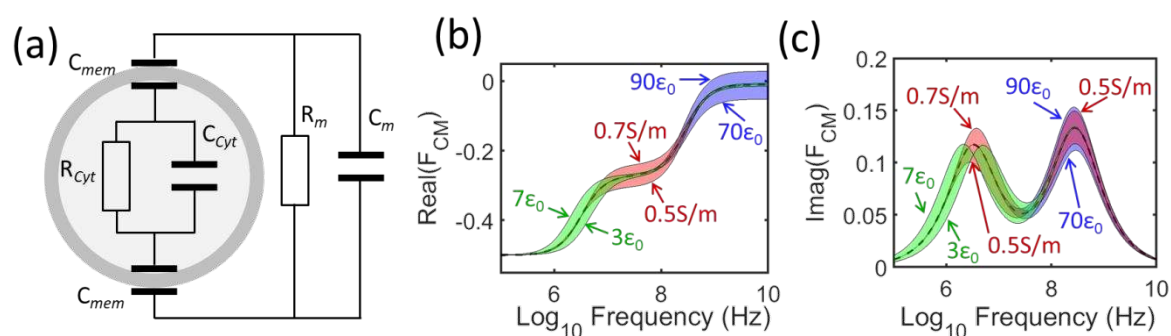 (a)
C_mem
R_Cyt
C_Cyt
R_m
C_m
C_mem
(b)
Real(F_CM)
0
-0.2
-0.4
90ε₀
70ε₀
0.7S/m
0.5S/m
7ε₀
3ε₀
6
8
10
Log₁₀ Frequency (Hz)
(c)
Imag(F_CM)
0.2
0.15
0.1
0.05
0
0.7S/m
90ε₀
0.5S/m
7ε₀
3ε₀
0.5S/m
70ε₀
6
8
10
Log₁₀ Frequency (Hz)